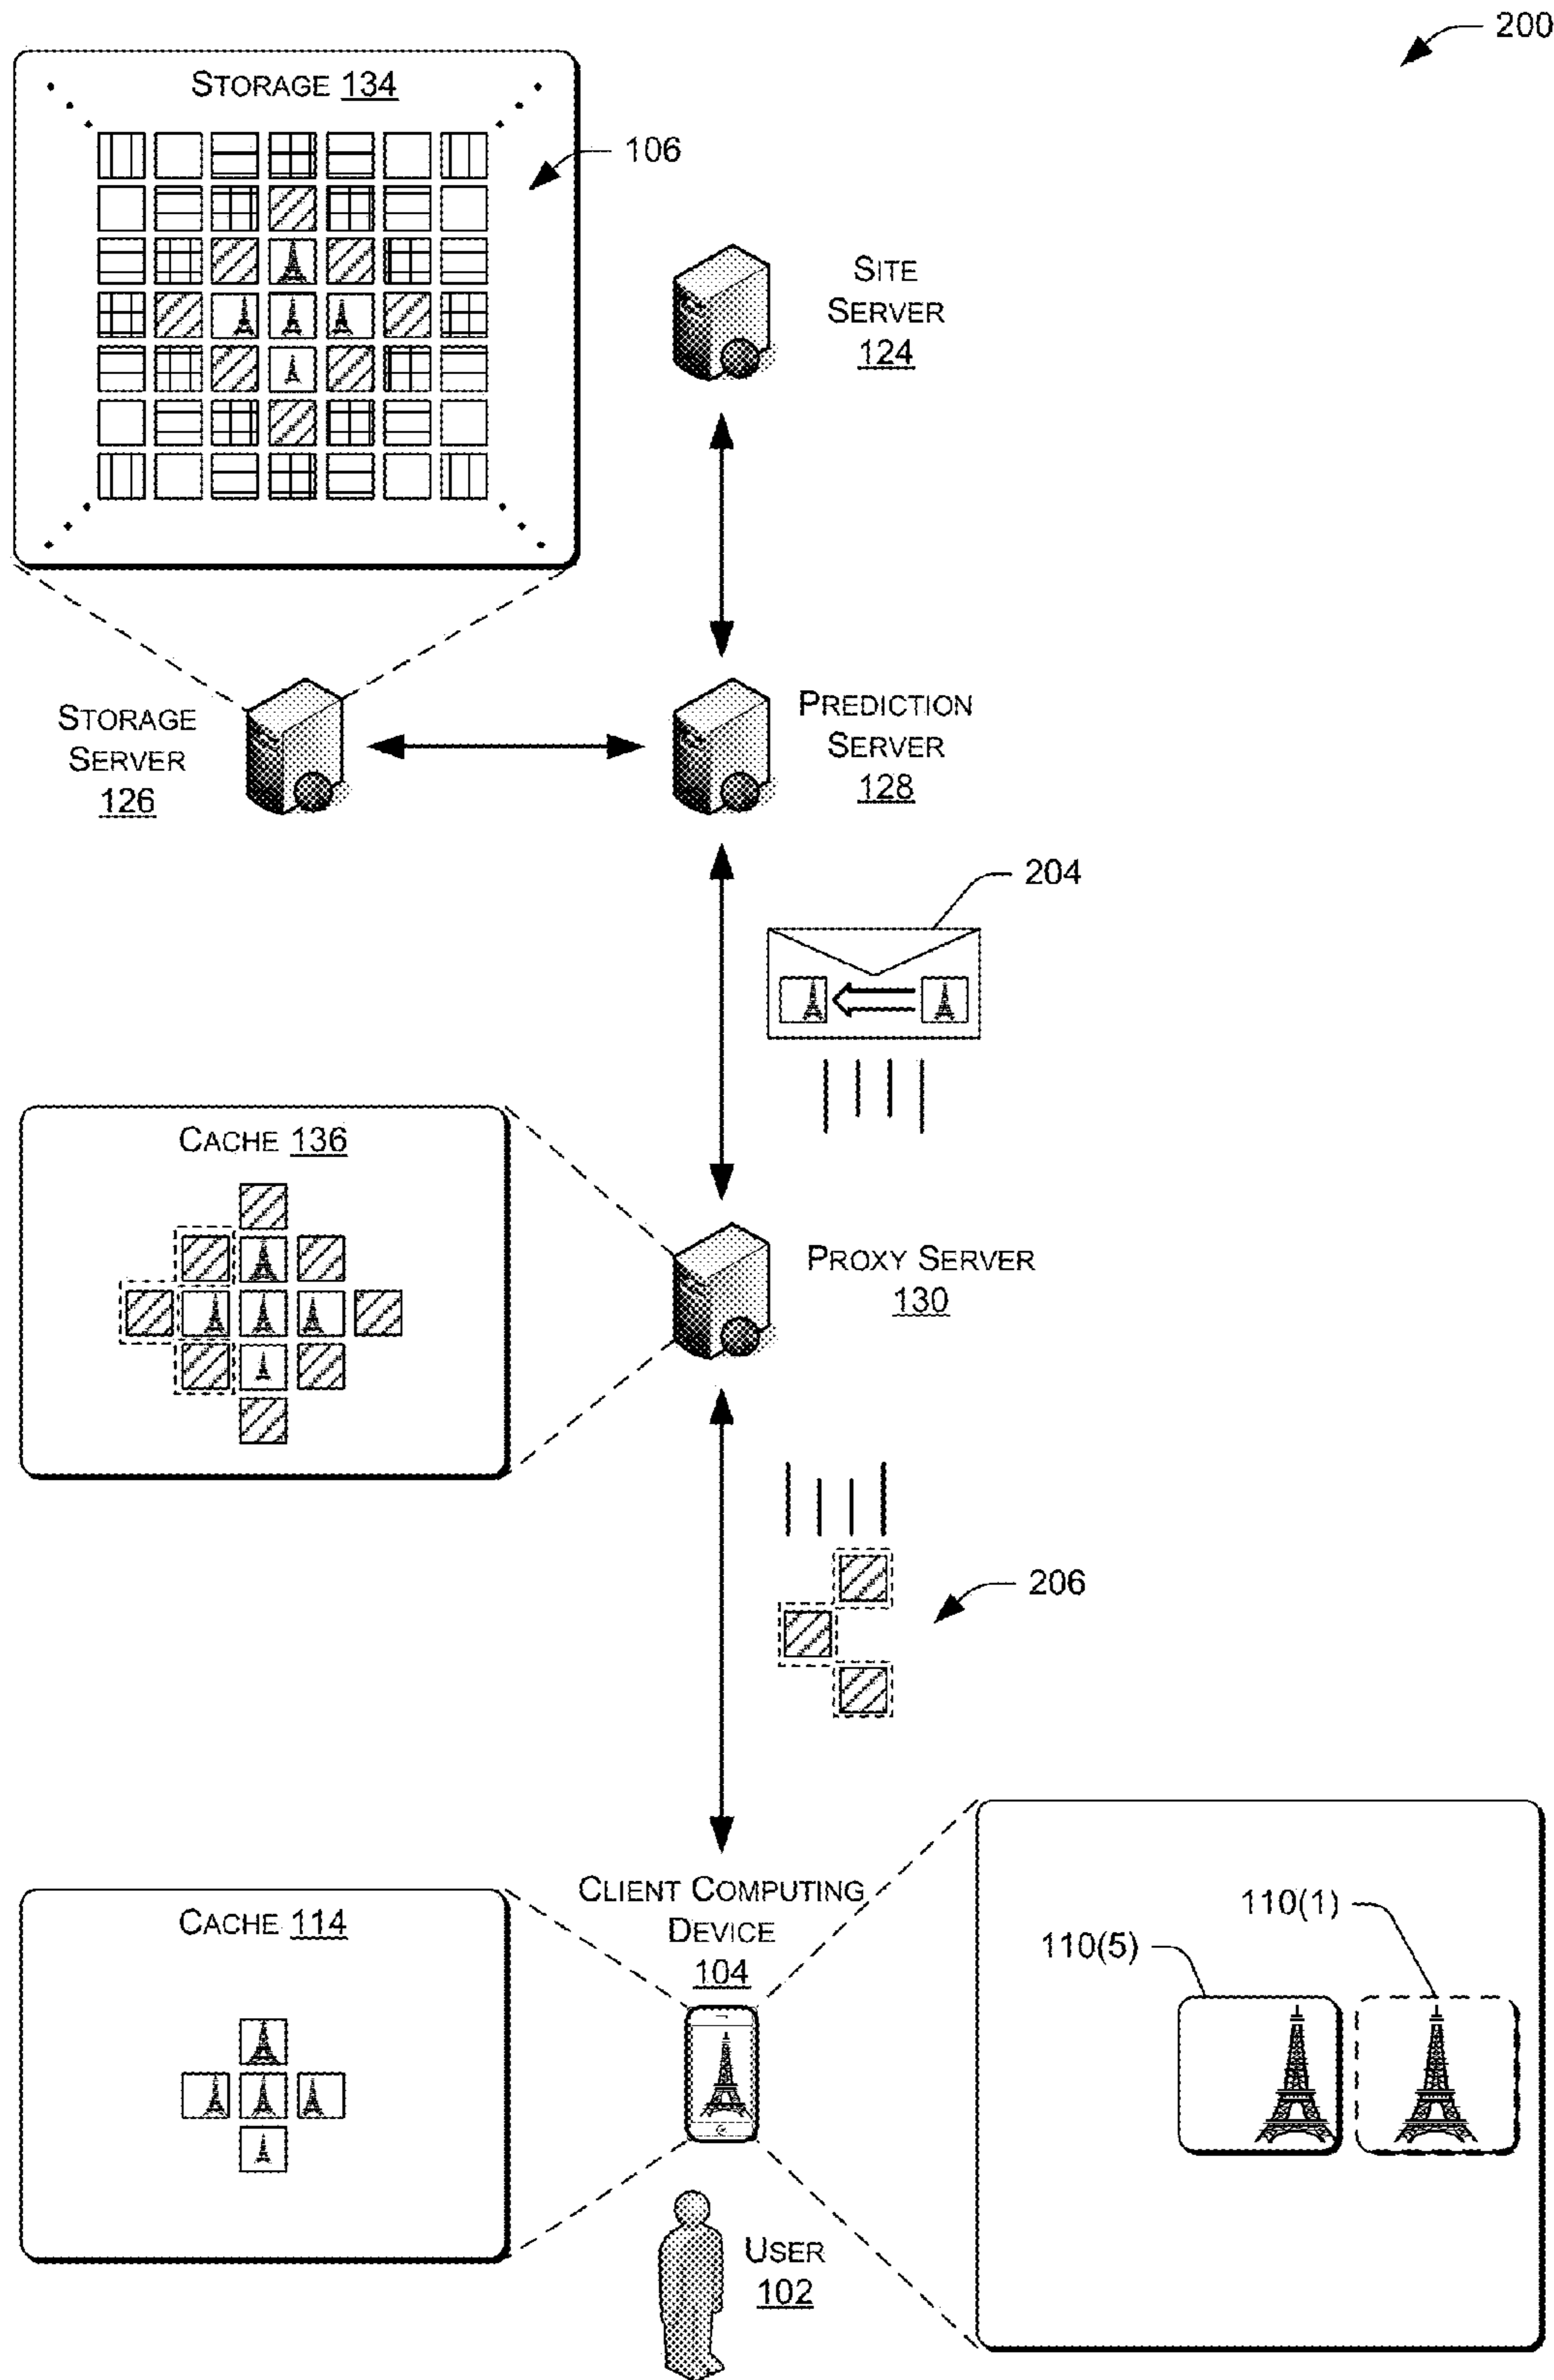 200
STORAGE 134
106
SITE
SERVER
124
STORAGE
SERVER
126
PREDICTION
SERVER
128
204
CACHE 136
PROXY SERVER
130
206
CLIENT COMPUTING
DEVICE
104
CACHE 114
110(1)
110(5)
USER
102